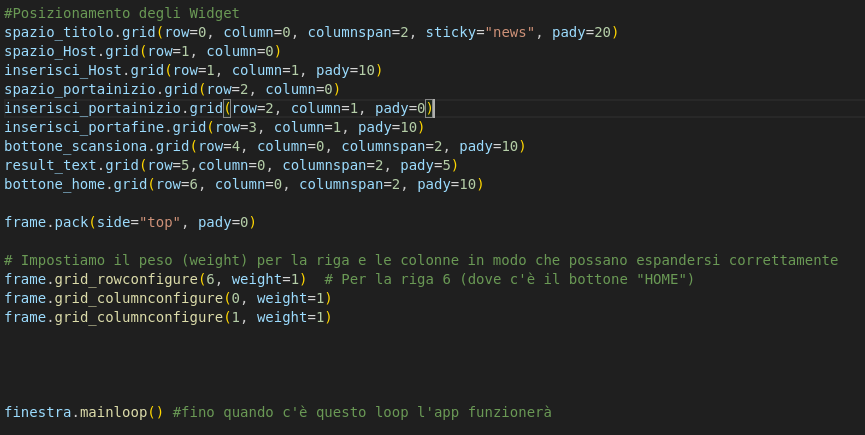 #Posizionamento degli Widget
spazio_titolo.grid(row=0, column=0, columnspan=2, sticky="news", pady=20)
spazio_Host.grid(row=1, column=0)
inserisci_Host.grid(row=1, column=1, pady=10)
spazio_portainizio.grid(row=2, column=0)
inserisci_portainizio.grid(row=2, column=1, pady=0)
inserisci_portafine.grid(row=3, column=1, pady=10)
bottone_scansiona.grid(row=4, column=0, columnspan=2, pady=10)
result_text.grid(row=5,column=0, columnspan=2, pady=5)
bottone_home.grid(row=6, column=0, columnspan=2, pady=10)
frame.pack(side="top", pady=0)
# Impostiamo il peso (weight) per la riga e le colonne in modo che possano espandersi correttamente
frame.grid_rowconfigure(6, weight=1)  # Per la riga 6 (dove c'è il bottone "HOME")
frame.grid_columnconfigure(0, weight=1)
frame.grid_columnconfigure(1, weight=1)
finestra.mainloop() #fino quando c'è questo loop l'app funzionerà